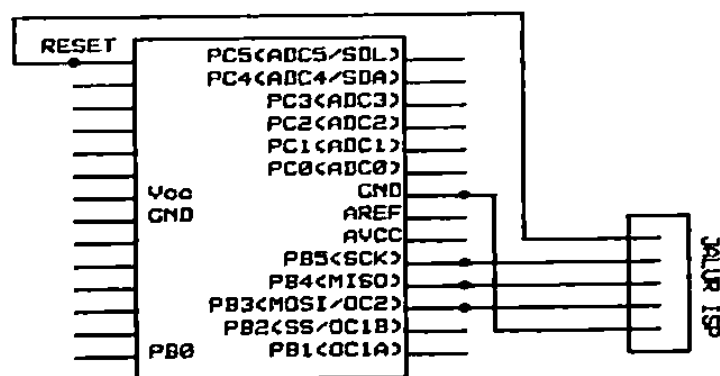 RESET
PC5(ADC5/SDL)
PC4(ADC4/SDA)
PC3(ADC3)
PC2(ADC2)
PC1(ADC1)
PC0(ADC0)
Vcc
GND
GND
AREF
AVCC
PB5(SCK)
PB4(MISO)
PB3(MOSI/OC2)
PB2(SS/OC1B)
PB0
PB1(OC1A)
JALUR ISP